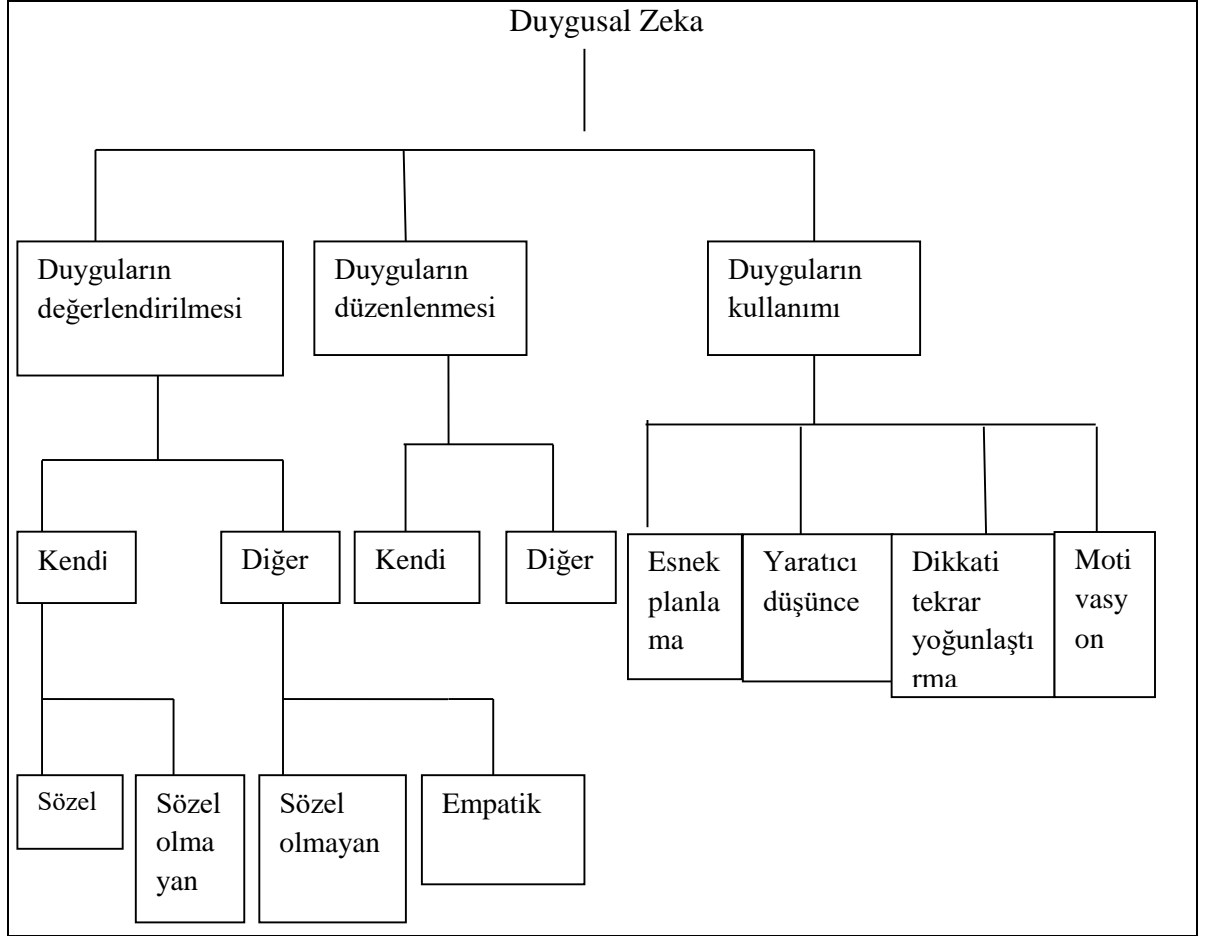 Duygusal Zeka
Duyguların
değerlendirilmesi
Duyguların
düzenlenmesi
Duyguların
kullanımı
Kendi
Diğer
Kendi
Diğer
Esnek
planla
ma
Yaratıcı
düşünce
Dikkati
tekrar
yoğunlaştı
rma
Moti
vasy
on
Sözel
Sözel
olma
yan
Sözel
olmayan
Empatik